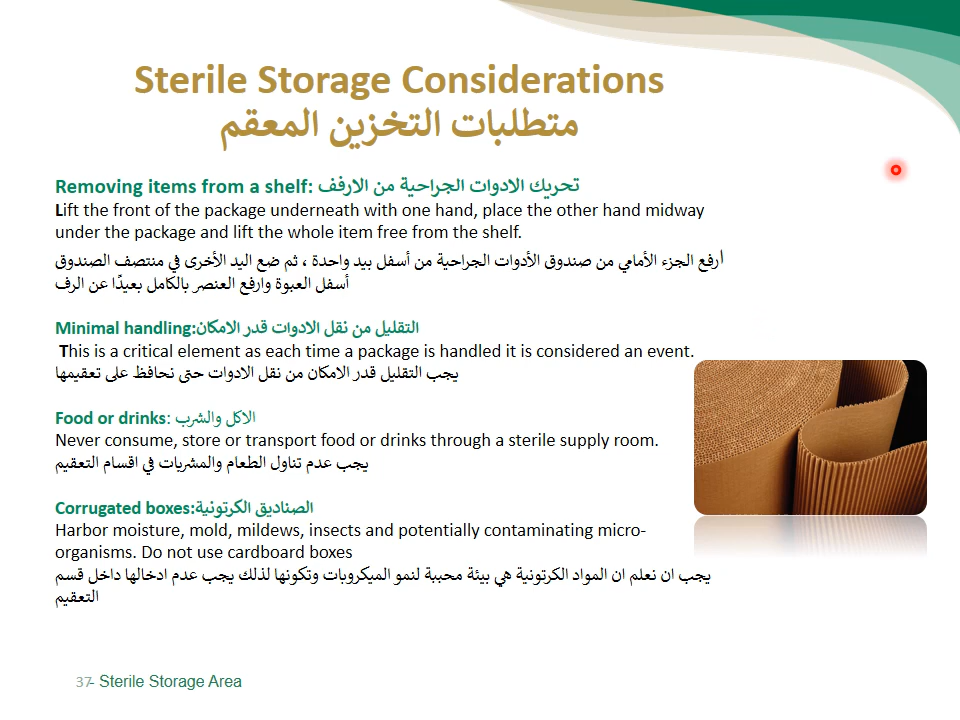 Sterile Storage Considerations
متطلبات التخزين المعقم
Removing items from a shelf: تحريك الادوات الجراحية من الارفف
Lift the front of the package underneath with one hand, place the other hand midway
under the package and lift the whole item free from the shelf.
أرفع الجزء الأمامي من صندوق الأدوات الجراحية من أسفل بيد واحدة ، ثم ضع اليد الأخرى في منتصف الصندوق
أسفل العبوة وارفع العنصر بالكامل بعيدًا عن الرف
Minimal handling:التقليل من نقل الادوات قدر الامكان
This is a critical element as each time a package is handled it is considered an event.
يجب التقليل قدر الامكان من نقل الادوات حتى نحافظ على تعقيمها
Food or drinks: الاكل والشرب
Never consume, store or transport food or drinks through a sterile supply room.
يجب عدم تناول الطعام والمشربات في اقسام التعقيم
Corrugated boxes:الصناديق الكرتونية
Harbor moisture, mold, mildews, insects and potentially contaminating micro-
organisms. Do not use cardboard boxes
يجب ان نعلم ان المواد الكرتونية هي بيئة محببة لنمو الميكروبات وتكونها لذلك يجب عدم ادخالها داخل قسم
التعقيم
37- Sterile Storage Area